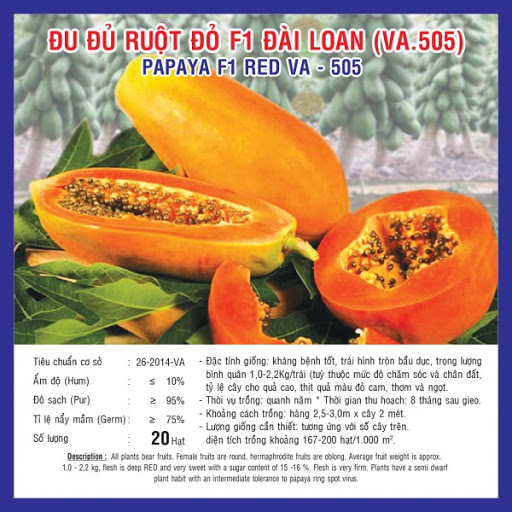 ĐU ĐỦ RUỘT ĐỎ F1 ĐÀI LOAN (VA.505)
PAPAYA F1 RED VA - 505
Tiêu chuẩn cơ sở : 26-2014-VA
Ẩm độ (Hum) : ≤ 10%
Độ sạch (Pur) : ≥ 95%
Tỉ lệ nẩy mầm (Germ) : ≥ 75%
Số lượng : 20 Hạt
- Đặc tính giống: kháng bệnh tốt, trái hình tròn bầu dục, trọng lượng
bình quân 1,0-2,2Kg/trái (tuỳ thuộc mức độ chăm sóc và chân đất,
tỷ lệ cây cho quả cao, thịt quả màu đỏ cam, thơm và ngọt.
- Thời vụ trồng: quanh năm * Thời gian thu hoạch: 8 tháng sau gieo.
- Khoảng cách trồng: hàng 2,5-3,0m x cây 2 mét.
- Lượng giống cần thiết: tương ứng với số cây trên.
diện tích trồng khoảng 167-200 hạt/1.000 m².
Description : All plants bear fruits. Female fruits are round, hermaphrodite fruits are oblong. Average fruit weight is approx.
1,0 - 2,2 kg, flesh is deep RED and very sweet with a sugar content of 15 -16 %. Flesh is very firm. Plants have a semi dwarf
plant habit with an intermediate tolerance to papaya ring spot virus.